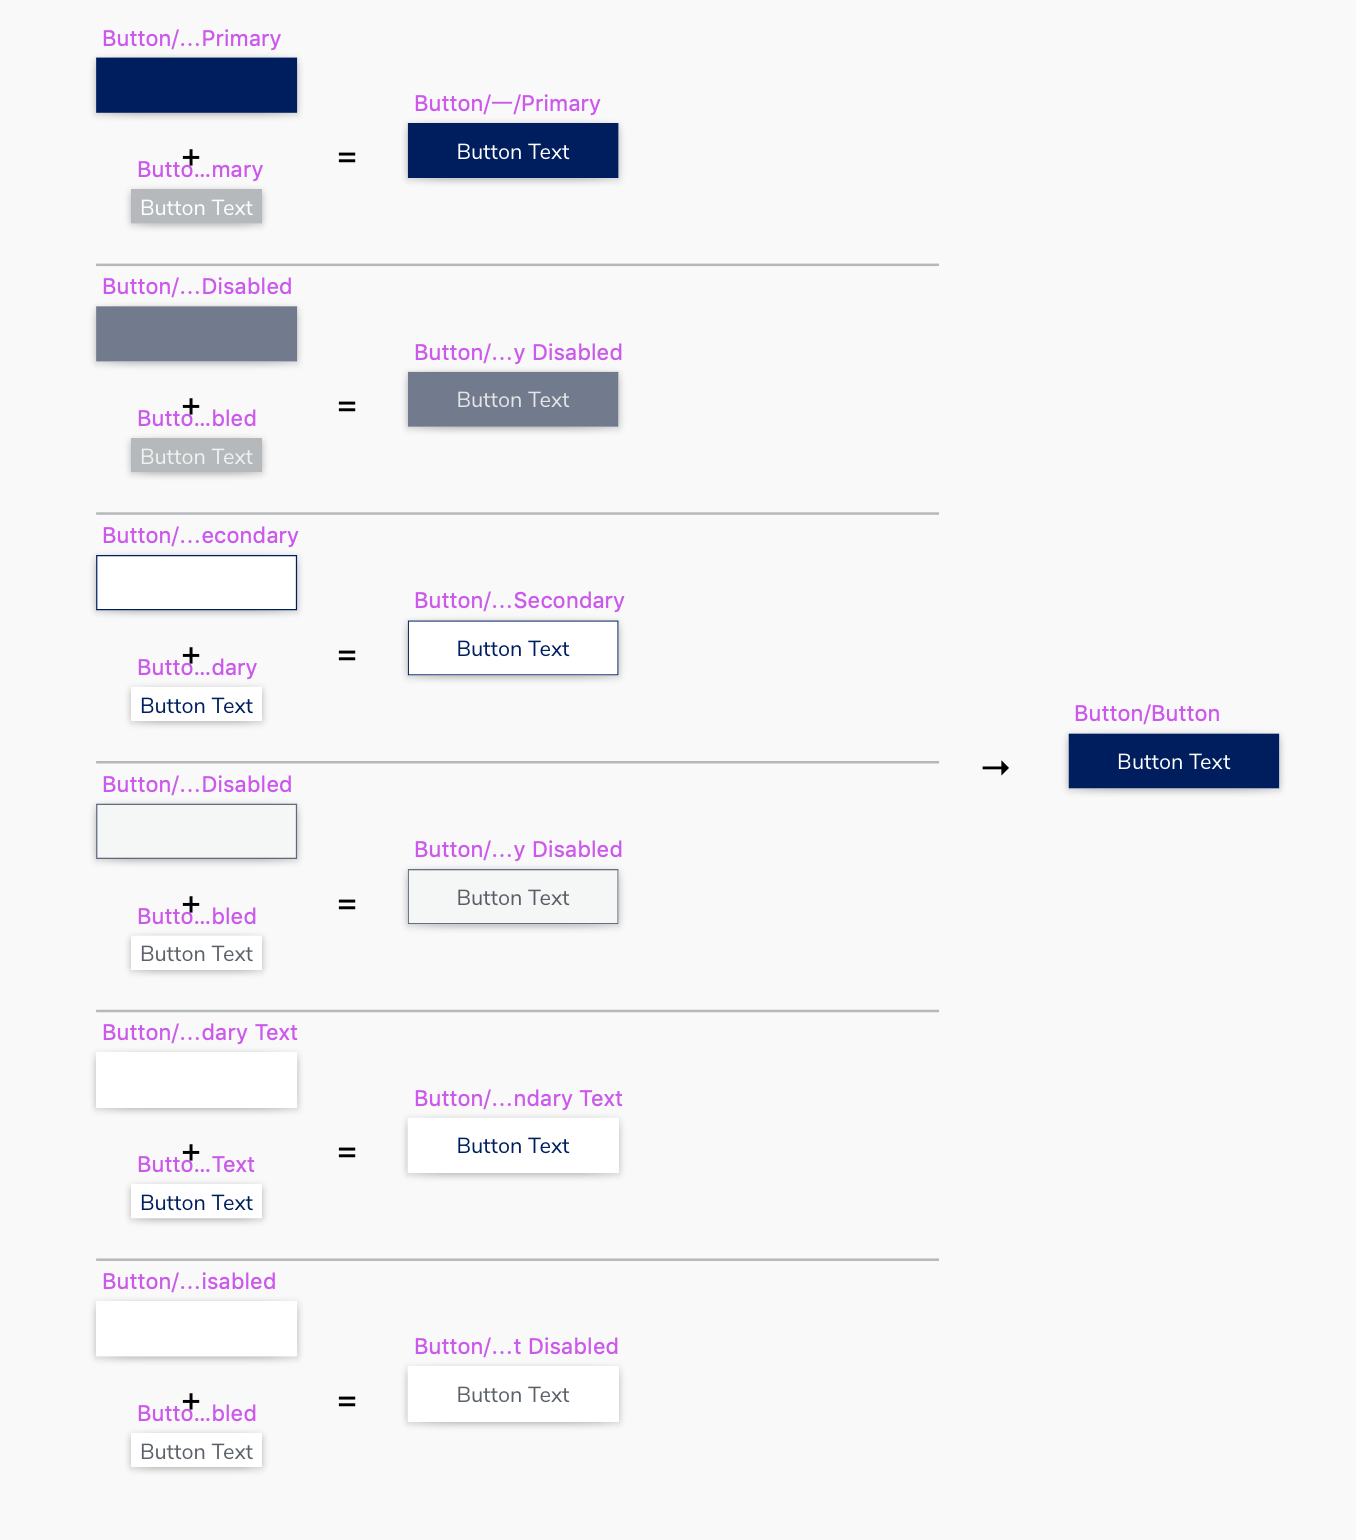 Button/...Primary
+
Butto...mary
Button Text
=
Button/—/Primary
Button Text
Button/...Disabled
+
Butto...bled
Button Text
=
Button/...y Disabled
Button Text
Button/...econdary
+
Butto...dary
Button Text
=
Button/...Secondary
Button Text
Button/...Disabled
+
Butto...bled
Button Text
=
Button/...y Disabled
Button Text
Button/...dary Text
+
Butto...Text
Button Text
=
Button/...ndary Text
Button Text
Button/...isabled
+
Butto...bled
Button Text
=
Button/...t Disabled
Button Text
→
Button/Button
Button Text